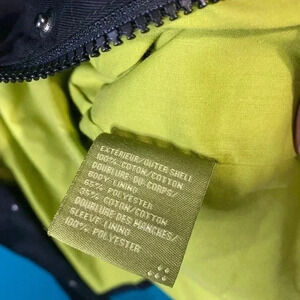 EXTÉRIEUR/OUTER SHELL
100% COTON/COTTON
DOUBLURE DU CORPS/
BODY LINING
65% POLYESTER
35% COTON/COTTON
DOUBLURE DES MANCHES/
SLEEVE LINING
100% POLYESTER